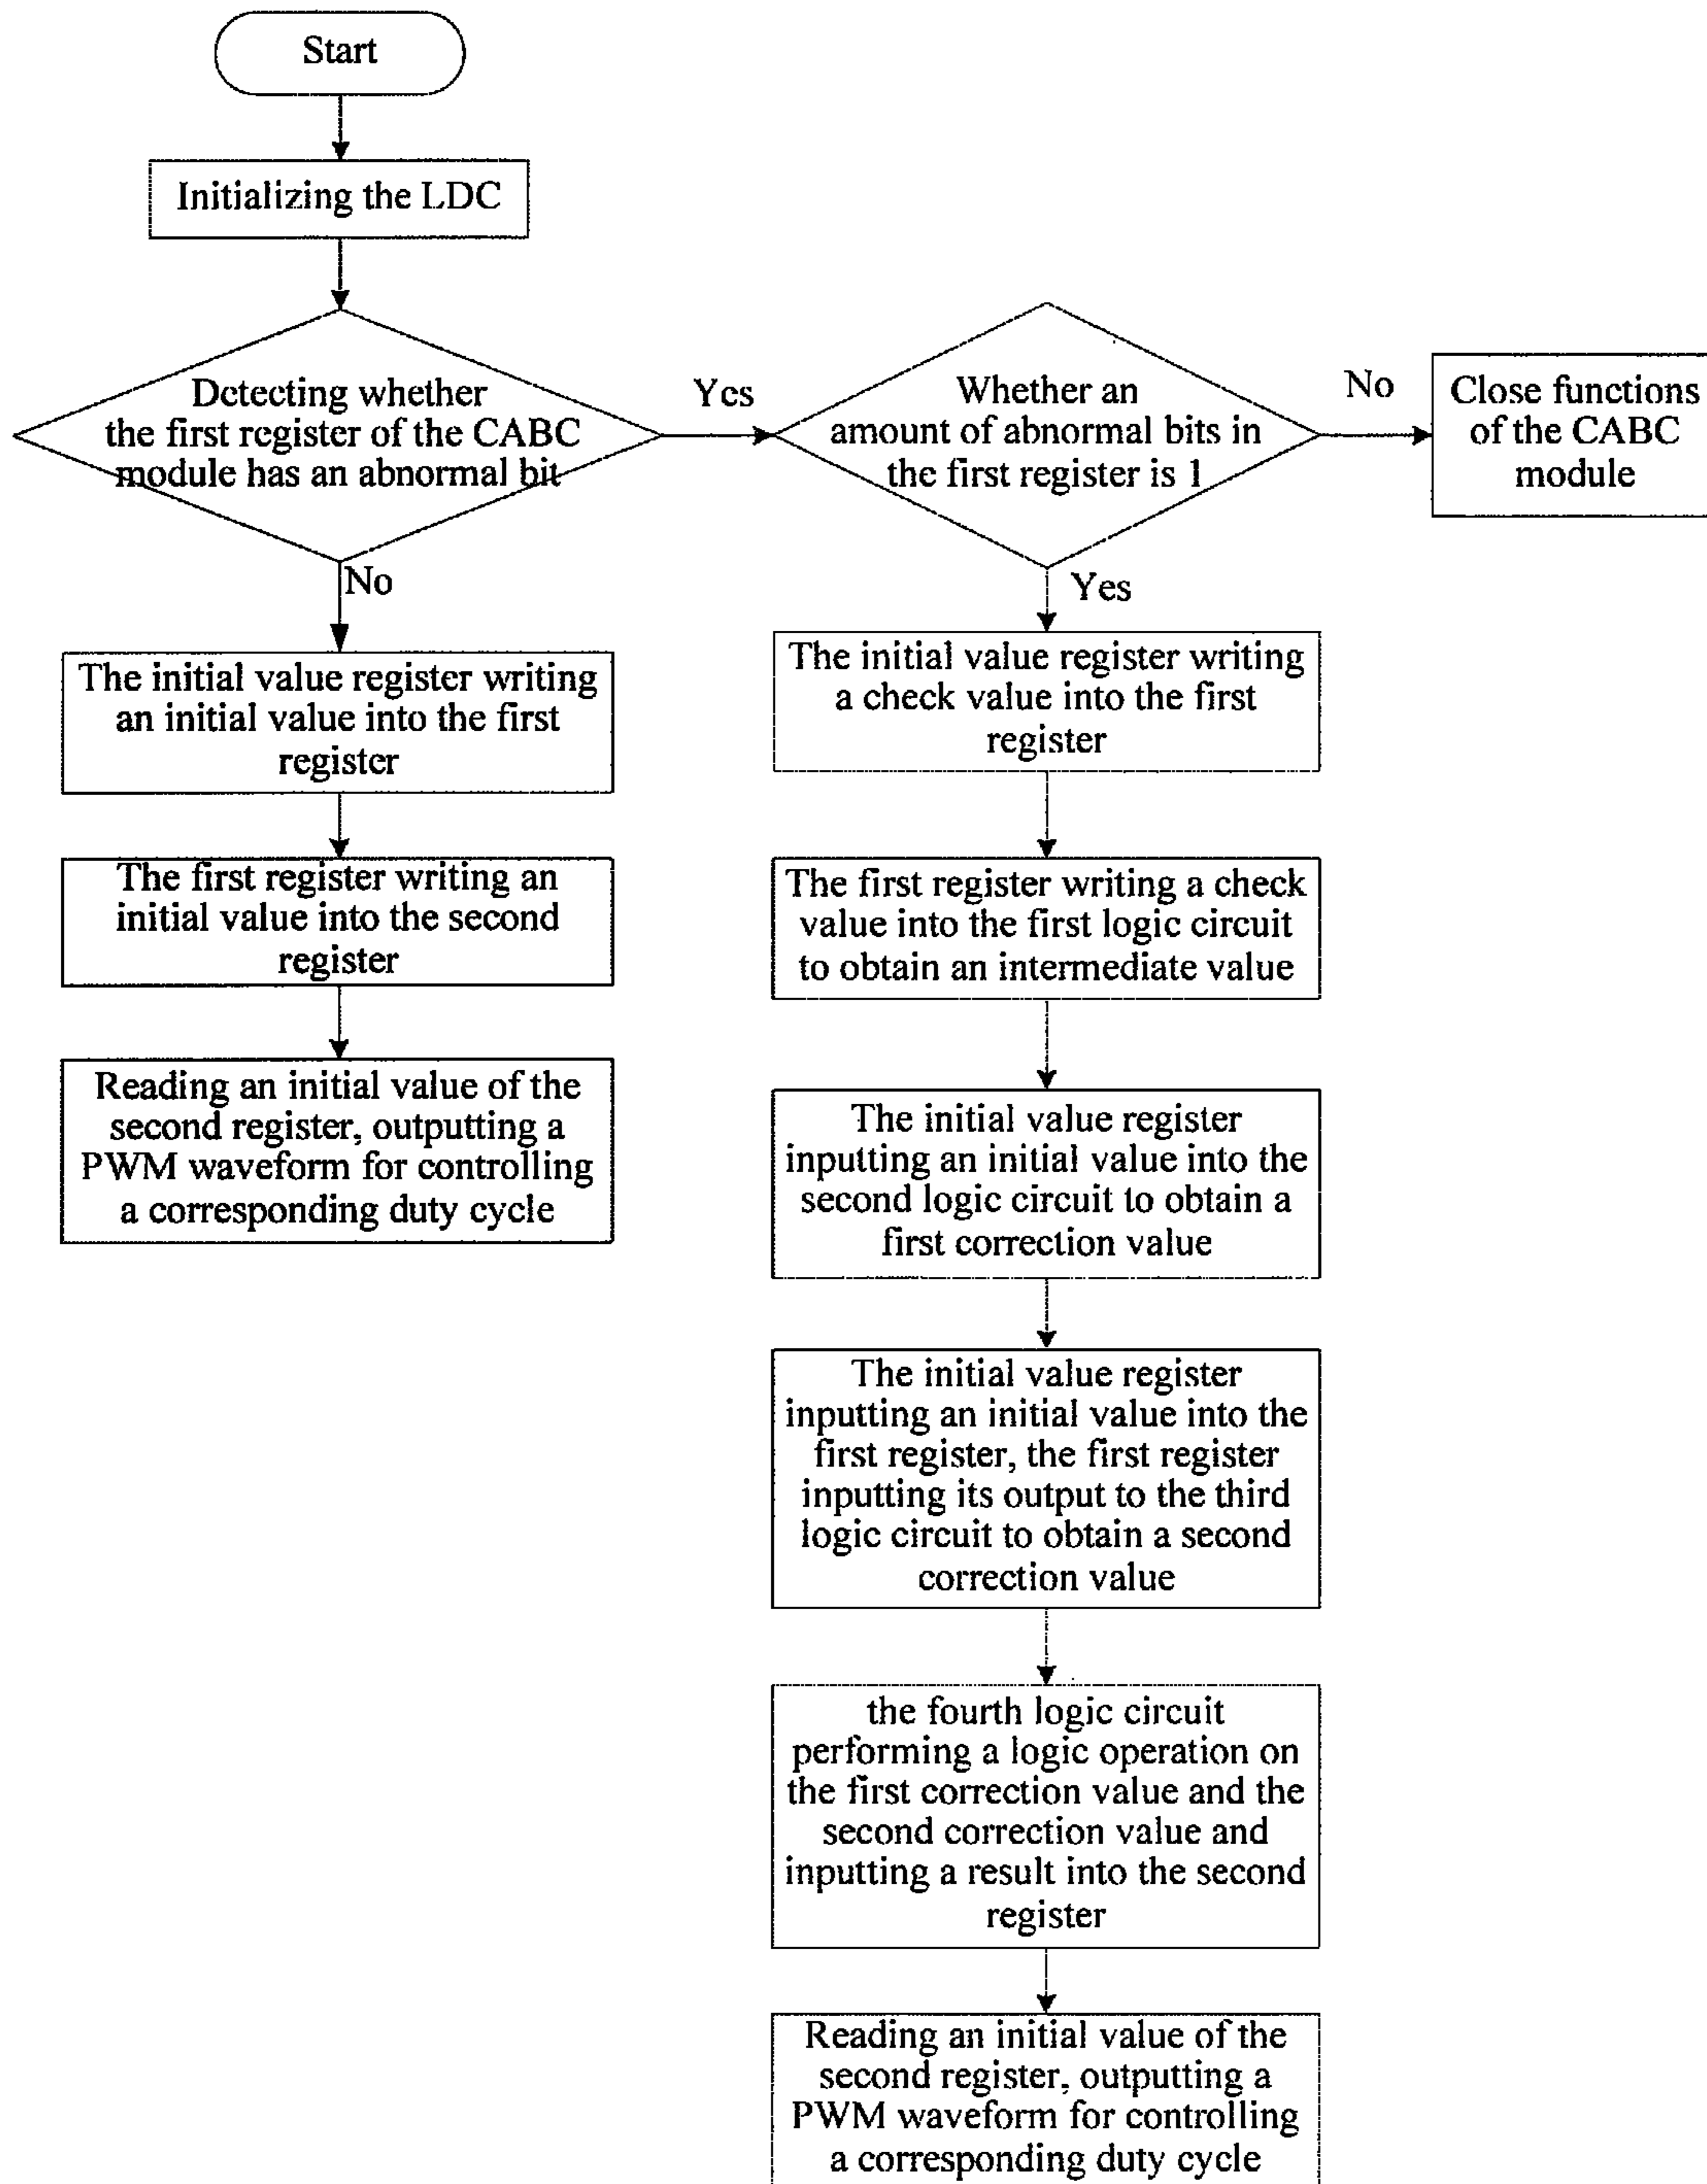 Start
Initializing the LDC
Detecting whether
the first register of the CABC
module has an abnormal bit
Yes
Whether an
amount of abnormal bits in
the first register is 1
No
Close functions
of the CABC
module
No
The initial value register writing
an initial value into the first
register
The first register writing an
initial value into the second
register
Reading an initial value of the
second register, outputting a
PWM waveform for controlling
a corresponding duty cycle
Yes
The initial value register writing
a check value into the first
register
The first register writing a check
value into the first logic circuit
to obtain an intermediate value
The initial value register
inputting an initial value into the
second logic circuit to obtain a
first correction value
The initial value register
inputting an initial value into the
first register, the first register
inputting its output to the third
logic circuit to obtain a second
correction value
the fourth logic circuit
performing a logic operation on
the first correction value and the
second correction value and
inputting a result into the second
register
Reading an initial value of the
second register, outputting a
PWM waveform for controlling
a corresponding duty cycle